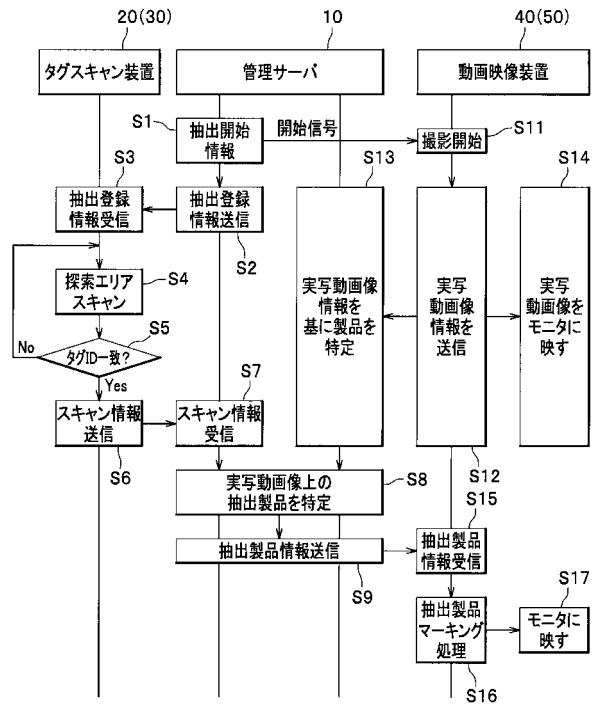 20(30)
10
40(50)
タグスキャン装置
管理サーバ
動画映像装置
S1
抽出開始
情報
開始信号
撮影開始
S11
S3
S13
S14
抽出登録
情報受信
抽出登録
情報送信
S2
探索エリア
スキャン
S4
実写動画像
情報を
基に製品を
特定
実写
動画像
情報を
送信
実写
動画像を
モニタに
映す
S5
タグID一致?
No
Yes
S7
スキャン情報
送信
スキャン情報
受信
S6
S12
実写動画像上の
抽出製品を特定
S8
S15
抽出製品情報送信
S9
抽出製品
情報受信
抽出製品
マーキング
処理
S17
モニタに
映す
S16